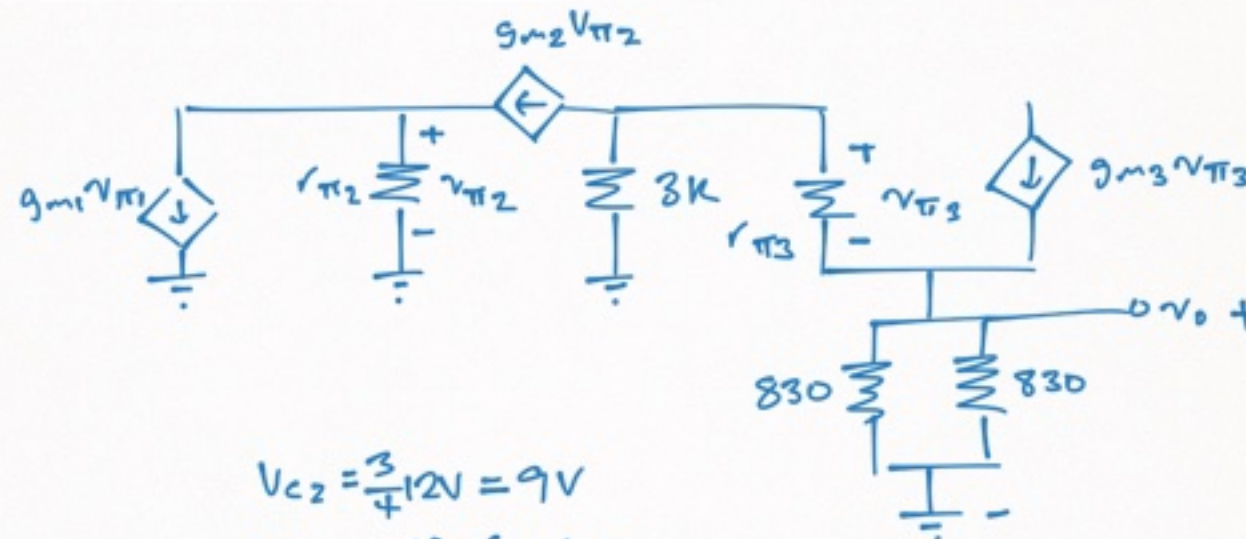 gm2Vπ2
+
gm1vπ1
rπ2
vπ2
-
3K
+
rπ3
vπ3
-
gm3vπ3
vo +
830
830
-
Vc2 = 3/4 12V = 9V